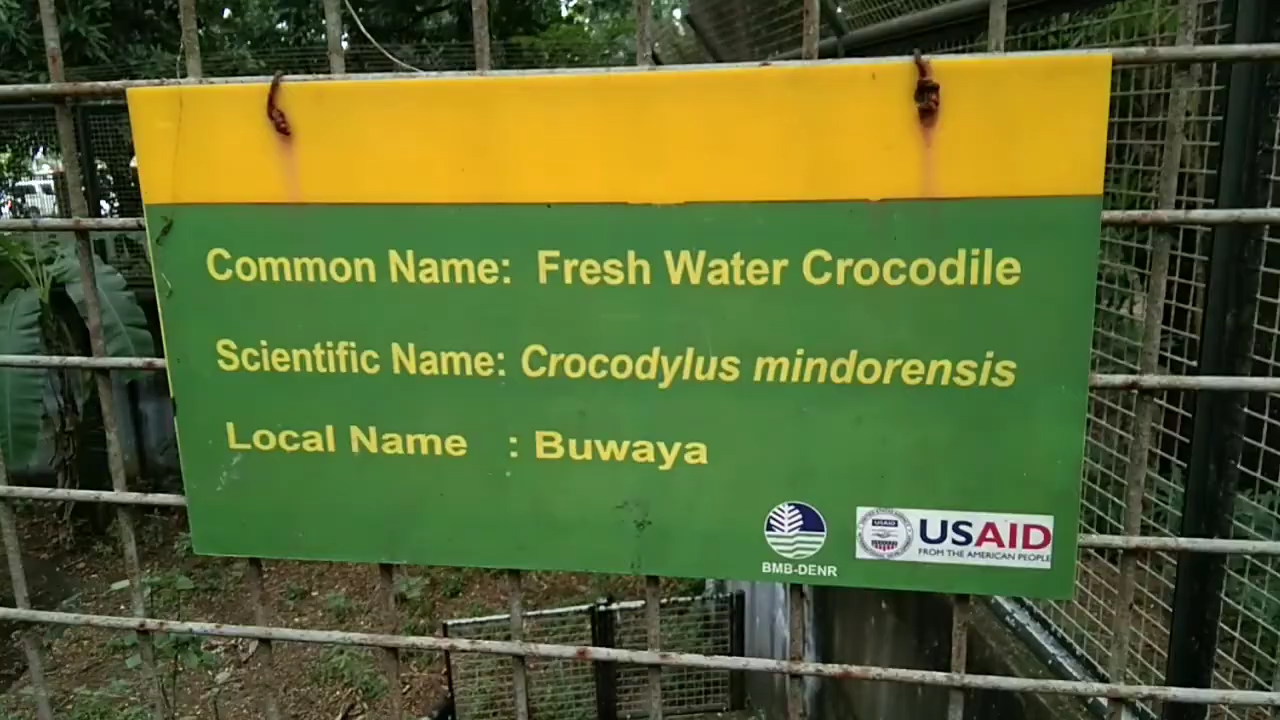 Common Name: Fresh Water Crocodile
Scientific Name: Crocodylus mindorensis
Local Name : Buwaya
BMB-DENR
USAID
USAID
FROM THE AMERICAN PEOPLE